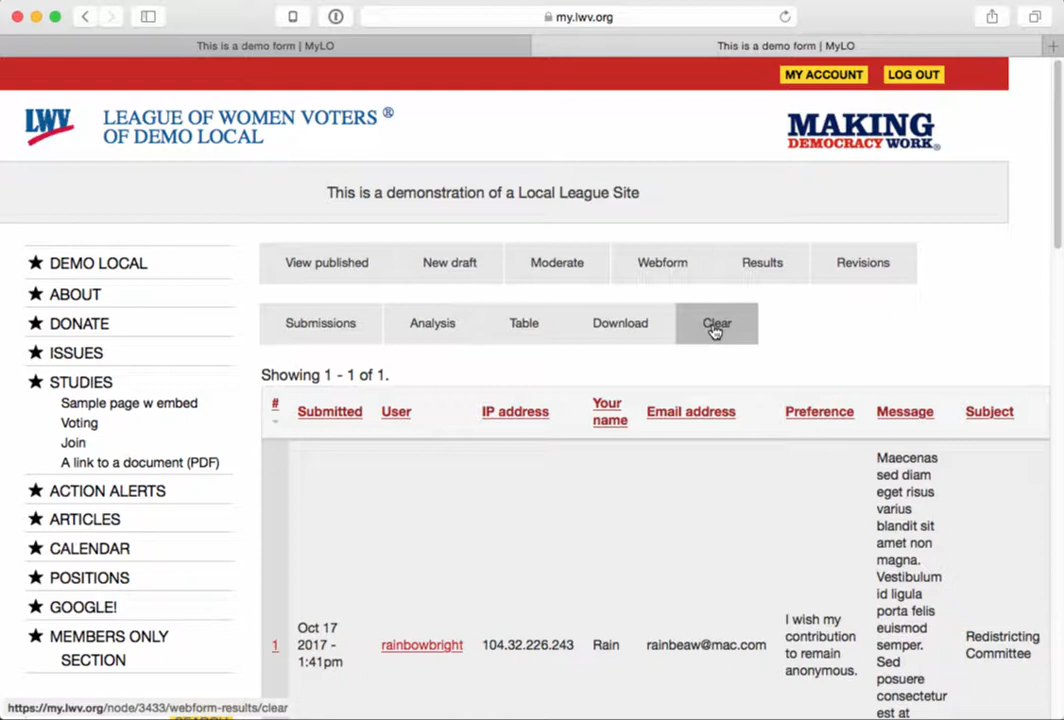 my.lwv.org
This is a demo form | MyLO
This is a demo form | MyLO
MY ACCOUNT
LOG OUT
LWV
LEAGUE OF WOMEN VOTERS ®
OF DEMO LOCAL
MAKING
DEMOCRACY WORK®
This is a demonstration of a Local League Site
★ DEMO LOCAL
★ ABOUT
★ DONATE
★ ISSUES
★ STUDIES
Sample page w embed
Voting
Join
A link to a document (PDF)
★ ACTION ALERTS
★ ARTICLES
★ CALENDAR
★ POSITIONS
★ GOOGLE!
★ MEMBERS ONLY
SECTION
View published
New draft
Moderate
Webform
Results
Revisions
Submissions
Analysis
Table
Download
Clear
Showing 1 - 1 of 1.
#
Submitted
User
IP address
Your
name
Email address
Preference
Message
Subject
1
Oct 17
2017 -
1:41pm
rainbowbright
104.32.226.243
Rain
rainbeaw@mac.com
I wish my
contribution
to remain
anonymous.
Maecenas
sed diam
eget risus
varius
blandit sit
amet non
magna.
Vestibulum
id ligula
porta felis
euismod
semper.
Sed
posuere
consectetur
est at
Redistricting
Committee
https://my.lwv.org/node/3433/webform-results/clear